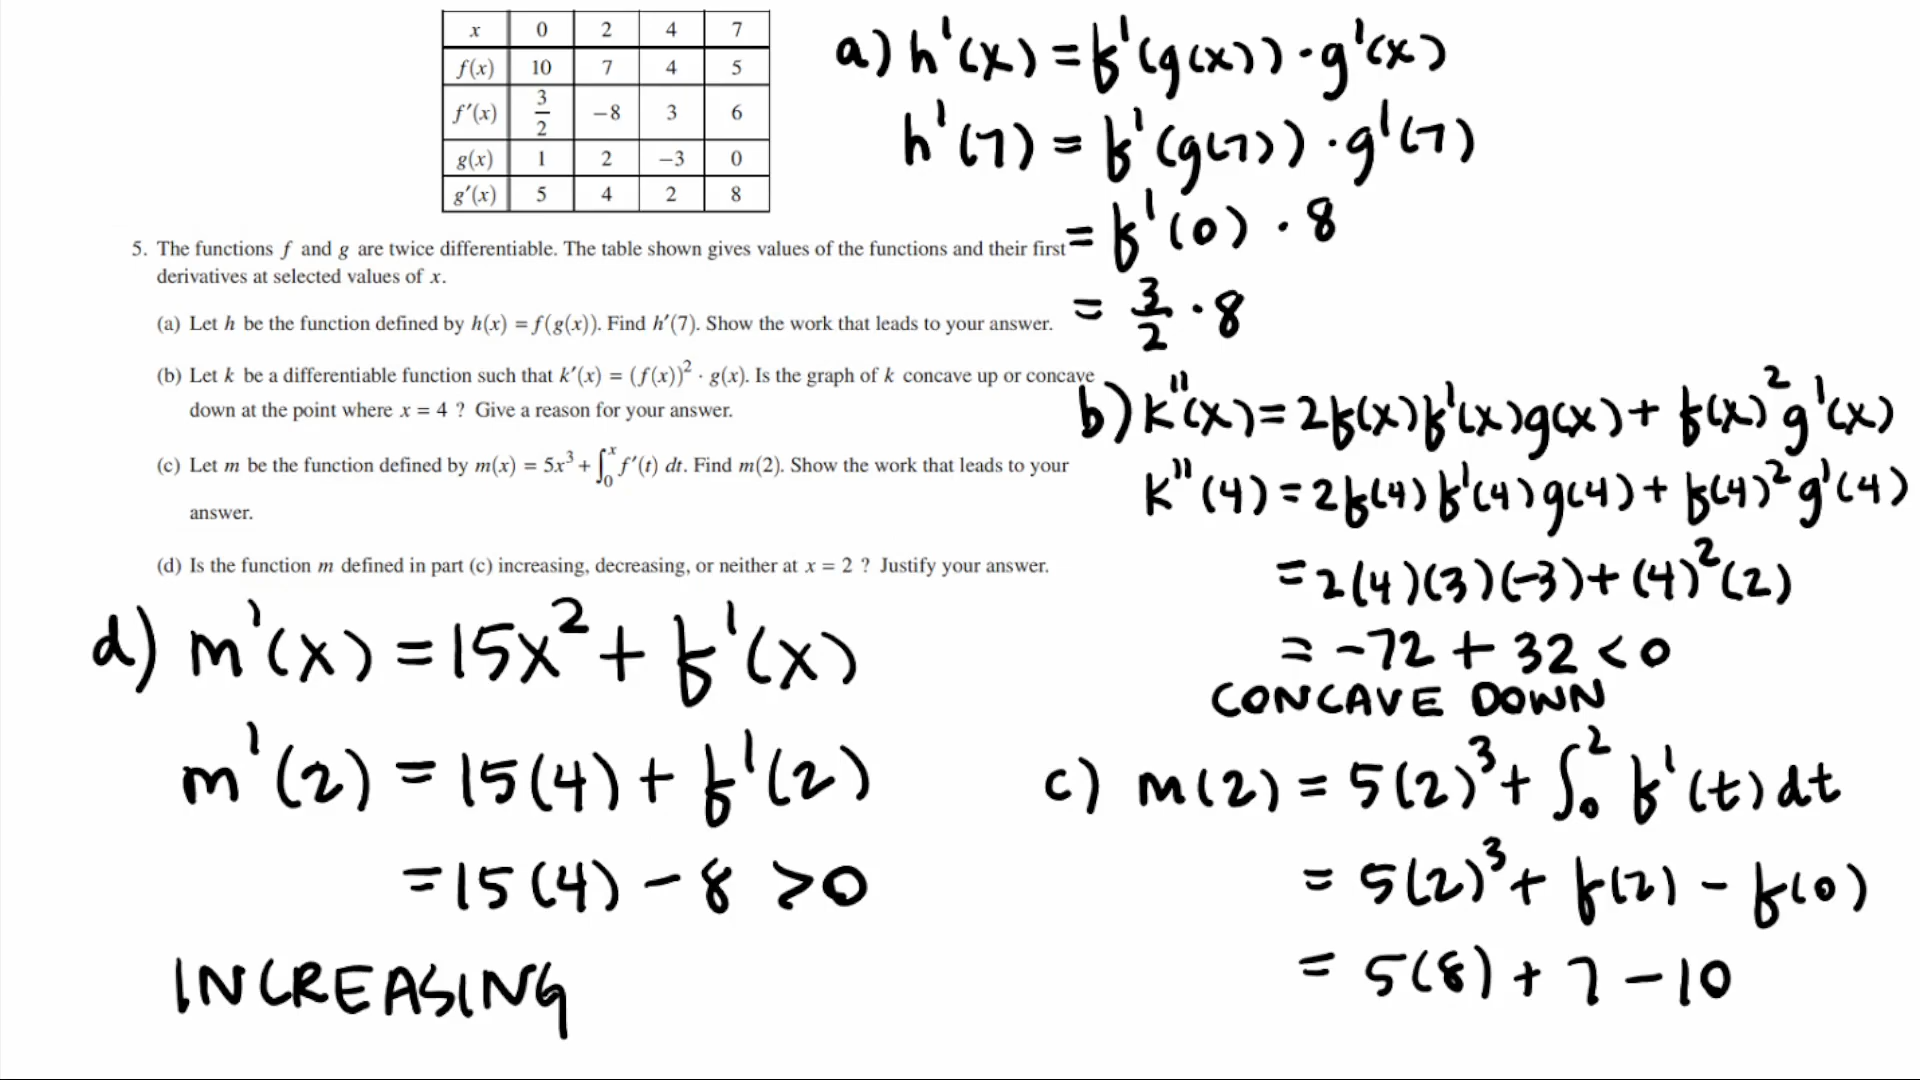 x 0 2 4 7
f(x) 10 7 4 5
f′(x) 3/2 −8 3 6
g(x) 1 2 −3 0
g′(x) 5 4 2 8
5. The functions f and g are twice differentiable. The table shown gives values of the functions and their first
derivatives at selected values of x.
(a) Let h be the function defined by h(x) = f(g(x)). Find h′(7). Show the work that leads to your answer.
(b) Let k be a differentiable function such that k′(x) = (f(x))² · g(x). Is the graph of k concave up or concave
down at the point where x = 4 ? Give a reason for your answer.
(c) Let m be the function defined by m(x) = 5x³ + ∫₀ˣ f′(t) dt. Find m(2). Show the work that leads to your
answer.
(d) Is the function m defined in part (c) increasing, decreasing, or neither at x = 2 ? Justify your answer.
a) h'(x) = f'(g(x)) · g'(x)
h'(7) = f'(g(7)) · g'(7)
= f'(0) · 8
= 3/2 · 8
b) K''(x) = 2f(x)f'(x)g(x) + f(x)² g'(x)
K''(4) = 2f(4)f'(4)g(4) + f(4)² g'(4)
= 2(4)(3)(-3) + (4)²(2)
= -72 + 32 < 0
CONCAVE DOWN
c) m(2) = 5(2)³ + ∫₀² f'(t) dt
= 5(2)³ + f(2) - f(0)
= 5(8) + 7 - 10
d) m'(x) = 15x² + f'(x)
m'(2) = 15(4) + f'(2)
= 15(4) - 8 > 0
INCREASING